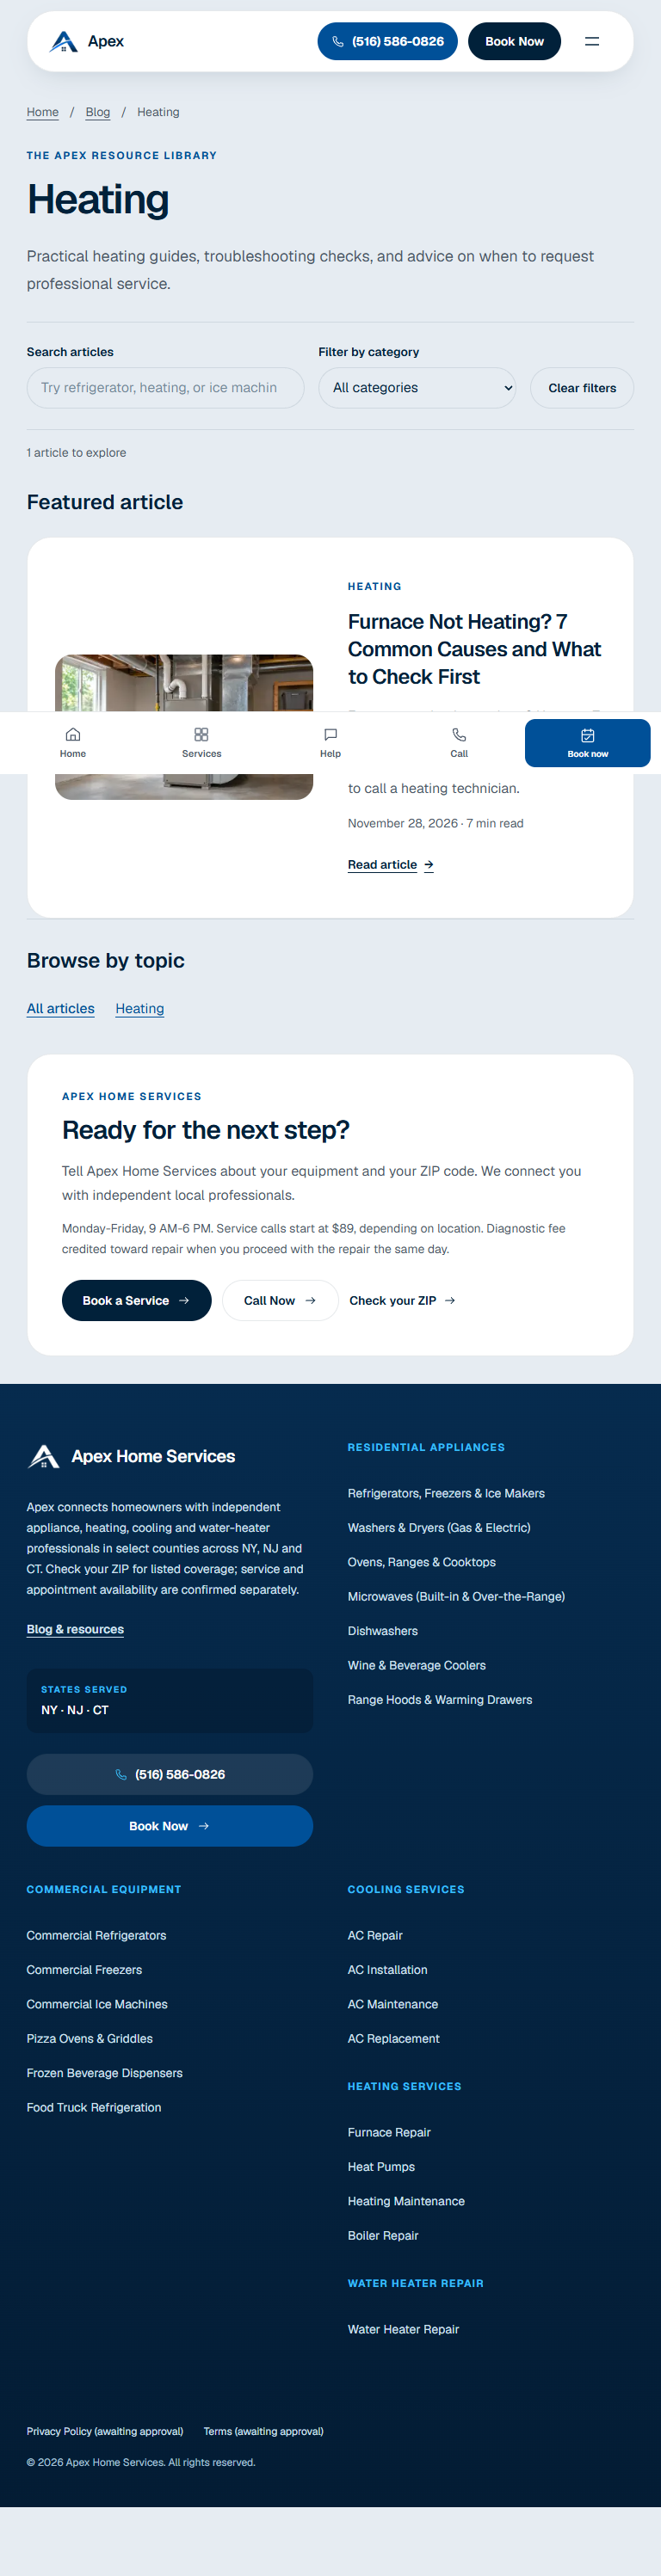 Apex
(516) 586-0826
Book Now
Home / Blog / Heating
THE APEX RESOURCE LIBRARY
Heating
Practical heating guides, troubleshooting checks, and advice on when to request
professional service.
Search articles
Filter by category
Try refrigerator, heating, or ice machin
All categories
Clear filters
1 article to explore
Featured article
HEATING
Furnace Not Heating? 7
Common Causes and What
to Check First
Home
Services
Help
Call
Book now
to call a heating technician.
November 28, 2026 · 7 min read
Read article →
Browse by topic
All articles
Heating
APEX HOME SERVICES
Ready for the next step?
Tell Apex Home Services about your equipment and your ZIP code. We connect you
with independent local professionals.
Monday-Friday, 9 AM-6 PM. Service calls start at $89, depending on location. Diagnostic fee
credited toward repair when you proceed with the repair the same day.
Book a Service →
Call Now →
Check your ZIP →
Apex Home Services
Apex connects homeowners with independent
appliance, heating, cooling and water-heater
professionals in select counties across NY, NJ and
CT. Check your ZIP for listed coverage; service and
appointment availability are confirmed separately.
Blog & resources
STATES SERVED
NY · NJ · CT
(516) 586-0826
Book Now →
RESIDENTIAL APPLIANCES
Refrigerators, Freezers & Ice Makers
Washers & Dryers (Gas & Electric)
Ovens, Ranges & Cooktops
Microwaves (Built-in & Over-the-Range)
Dishwashers
Wine & Beverage Coolers
Range Hoods & Warming Drawers
COMMERCIAL EQUIPMENT
Commercial Refrigerators
Commercial Freezers
Commercial Ice Machines
Pizza Ovens & Griddles
Frozen Beverage Dispensers
Food Truck Refrigeration
COOLING SERVICES
AC Repair
AC Installation
AC Maintenance
AC Replacement
HEATING SERVICES
Furnace Repair
Heat Pumps
Heating Maintenance
Boiler Repair
WATER HEATER REPAIR
Water Heater Repair
Privacy Policy (awaiting approval)
Terms (awaiting approval)
© 2026 Apex Home Services. All rights reserved.